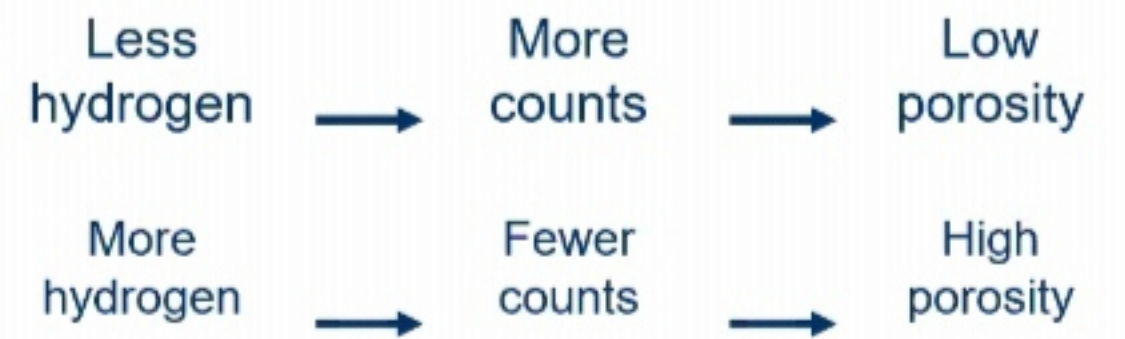 Less hydrogen → More counts → Low porosity
More hydrogen → Fewer counts → High porosity